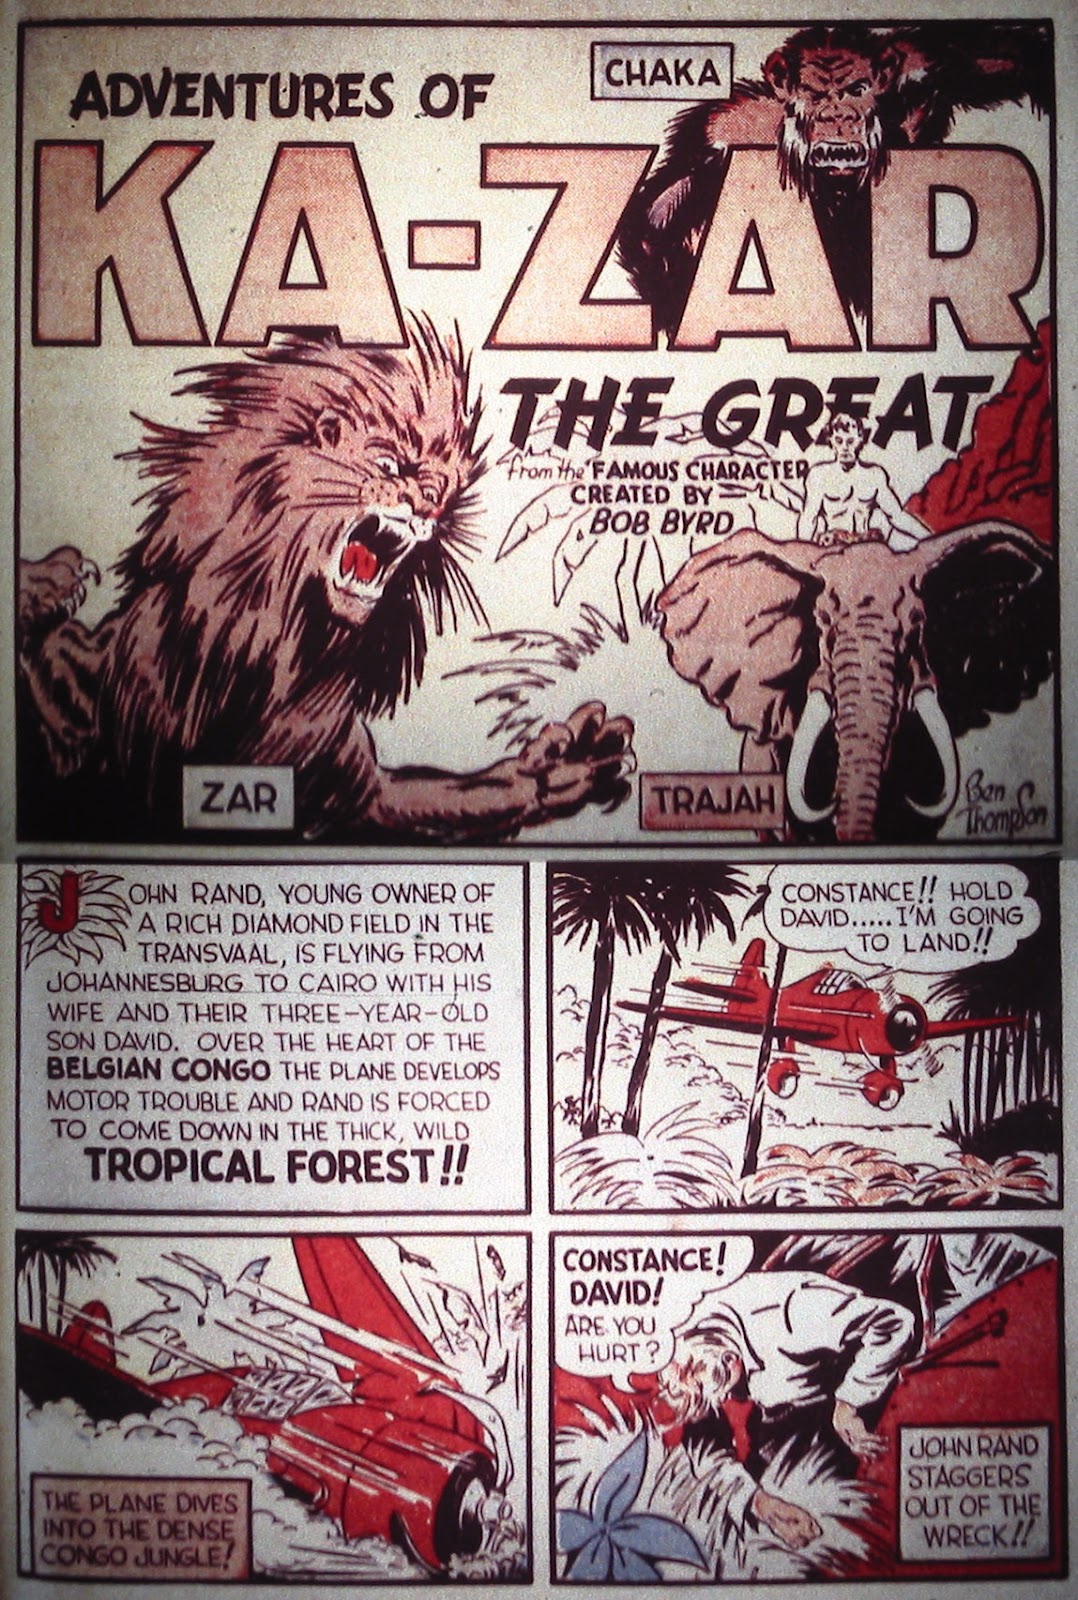 ADVENTURES OF
CHAKA
KA-ZAR
THE GREAT
from the FAMOUS CHARACTER
CREATED BY
BOB BYRD
ZAR
TRAJAH
Ben
Thompson
JOHN RAND, YOUNG OWNER OF
A RICH DIAMOND FIELD IN THE
TRANSVAAL, IS FLYING FROM
JOHANNESBURG TO CAIRO WITH HIS
WIFE AND THEIR THREE-YEAR-OLD
SON DAVID. OVER THE HEART OF THE
BELGIAN CONGO THE PLANE DEVELOPS
MOTOR TROUBLE AND RAND IS FORCED
TO COME DOWN IN THE THICK, WILD
TROPICAL FOREST!!
CONSTANCE!! HOLD
DAVID.....I'M GOING
TO LAND!!
THE PLANE DIVES
INTO THE DENSE
CONGO JUNGLE!
CONSTANCE!
DAVID!
ARE YOU
HURT?
JOHN RAND
STAGGERS
OUT OF THE
WRECK!!